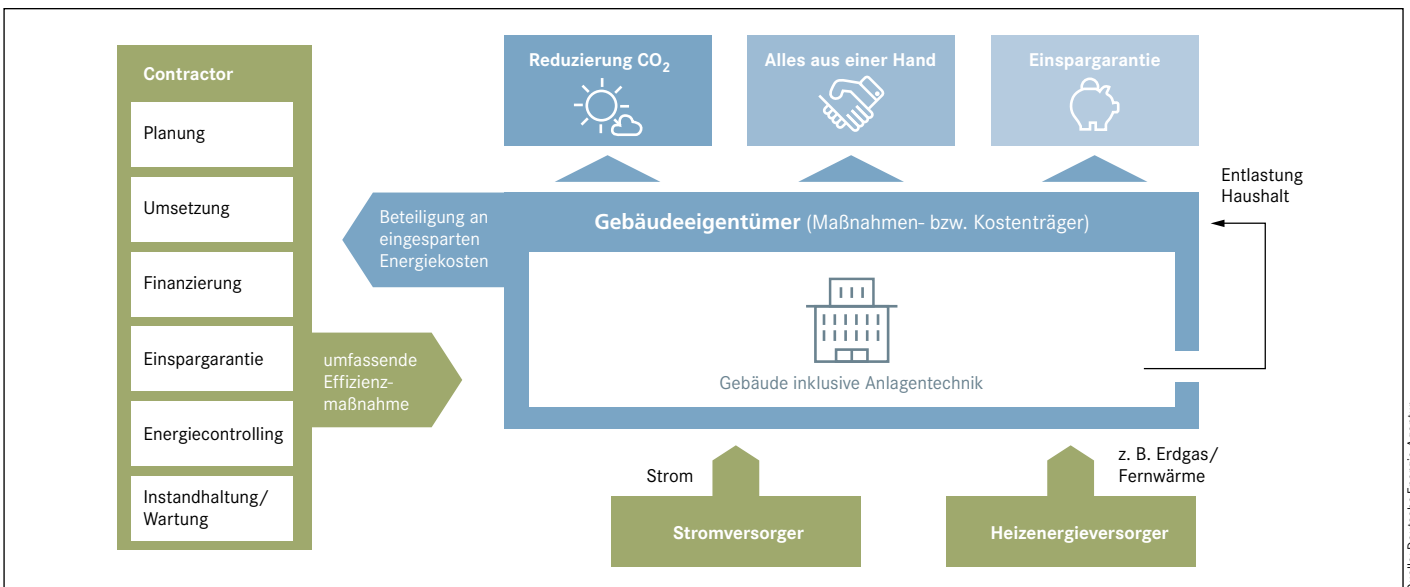 Contractor
Planung
Umsetzung
Finanzierung
Einspargarantie
Energiecontrolling
Instandhaltung/
Wartung
Reduzierung CO₂
Alles aus einer Hand
Einspargarantie
Beteiligung an
eingesparten
Energiekosten
umfassende
Effizienz-
maßnahme
Gebäudeeigentümer (Maßnahmen- bzw. Kostenträger)
Gebäude inklusive Anlagentechnik
Entlastung
Haushalt
Strom
Stromversorger
z. B. Erdgas/
Fernwärme
Heizenergieversorger